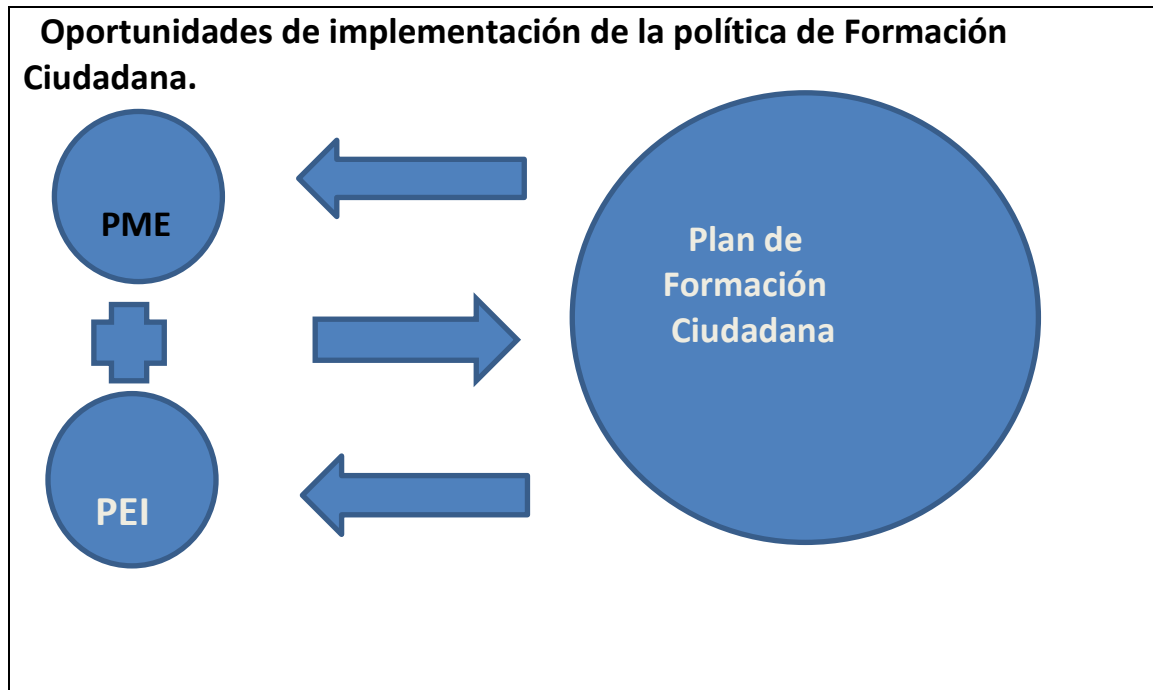 Oportunidades de implementación de la política de Formación
Ciudadana.
PME
Plan de
Formación
Ciudadana
PEI